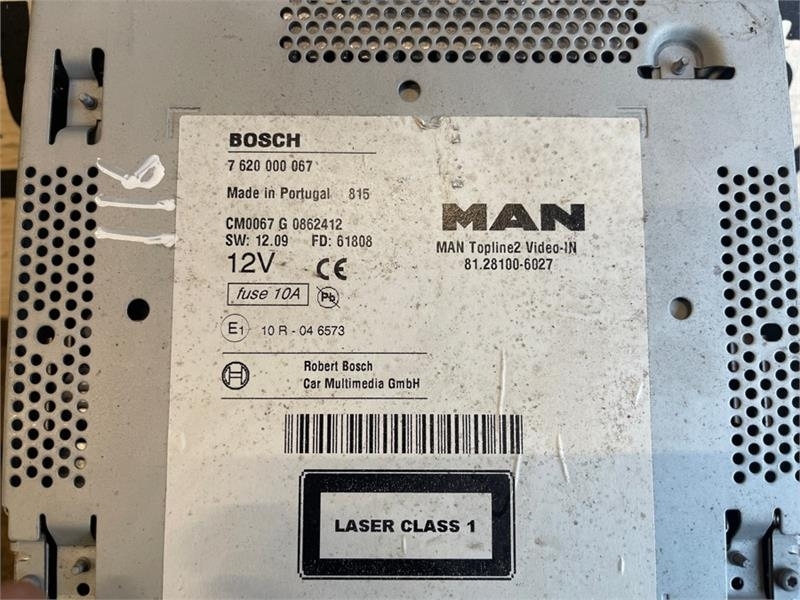 BOSCH
7 620 000 067
Made in Portugal 815
CM0067 G 0862412
SW: 12.09 FD: 61808
12V CE
fuse 10A Pb
E1 10 R - 04 6573
Robert Bosch
Car Multimedia GmbH
MAN
MAN Topline2 Video-IN
81.28100-6027
LASER CLASS 1